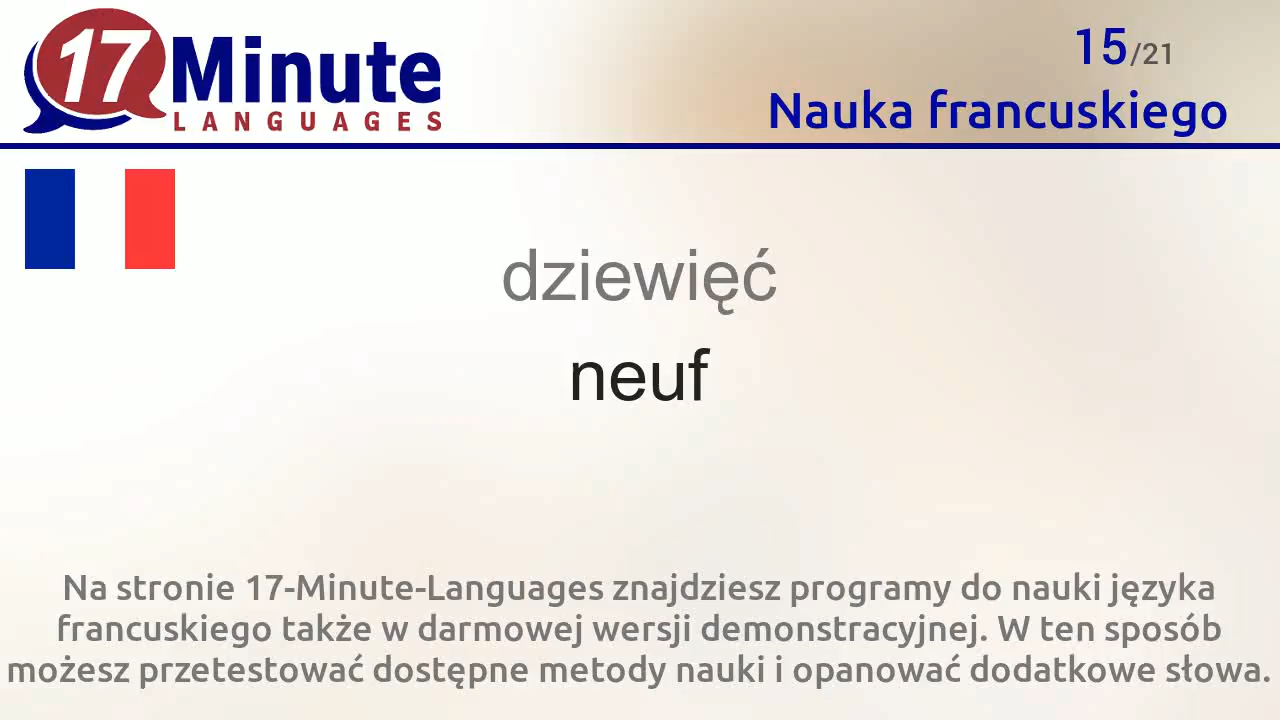 17 Minute
LANGUAGES
15/21
Nauka francuskiego
dziewięć
neuf
Na stronie 17-Minute-Languages znajdziesz programy do nauki języka
francuskiego także w darmowej wersji demonstracyjnej. W ten sposób
możesz przetestować dostępne metody nauki i opanować dodatkowe słowa.